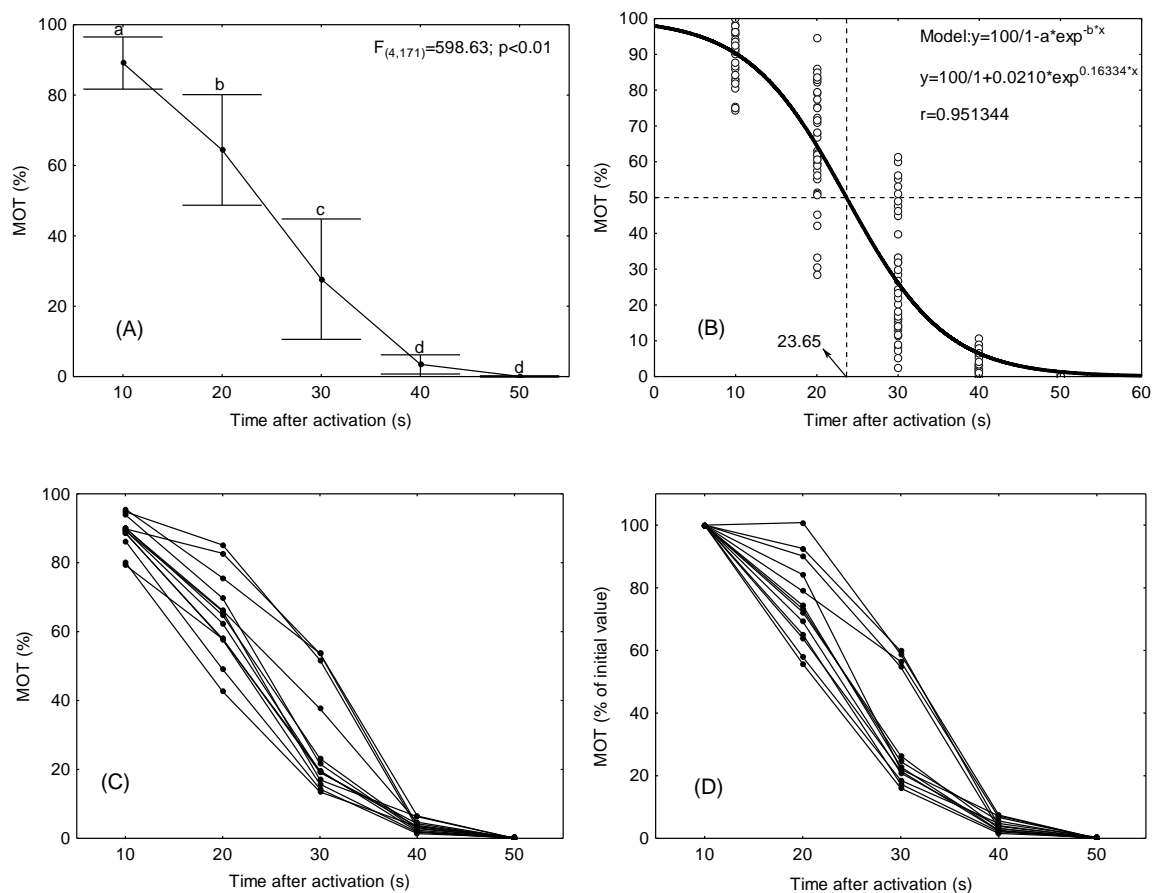 100
80
60
40
20
0
MOT (%)
a
b
c
d
d
F(4,171)=598.63; p<0.01
(A)
10 20 30 40 50
Time after activation (s)
100
90
80
70
60
50
40
30
20
10
0
MOT (%)
Model:y=100/1-a*exp-b*x
y=100/1+0.0210*exp0.16334*x
r=0.951344
(B)
23.65
0 10 20 30 40 50 60
Timer after activation (s)
100
80
60
40
20
0
MOT (%)
(C)
10 20 30 40 50
Time after activation (s)
100
80
60
40
20
0
MOT (% of initial value)
(D)
10 20 30 40 50
Time after activation (s)